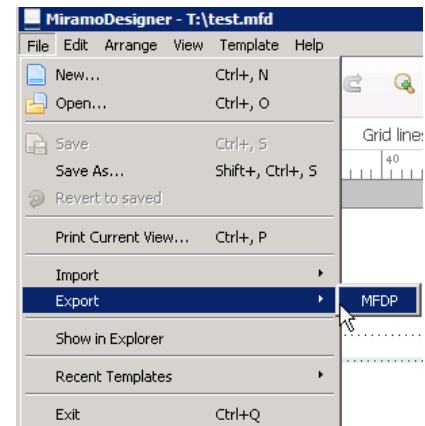 MiramoDesigner - T:\test.mfd
File Edit Arrange View Template Help
New... Ctrl+, N
Open... Ctrl+, O
Save Ctrl+, S
Grid lines
Save As... Shift+, Ctrl+, S
40
Revert to saved
Print Current View... Ctrl+, P
Import
Export MFDP
Show in Explorer
Recent Templates
Exit Ctrl+Q